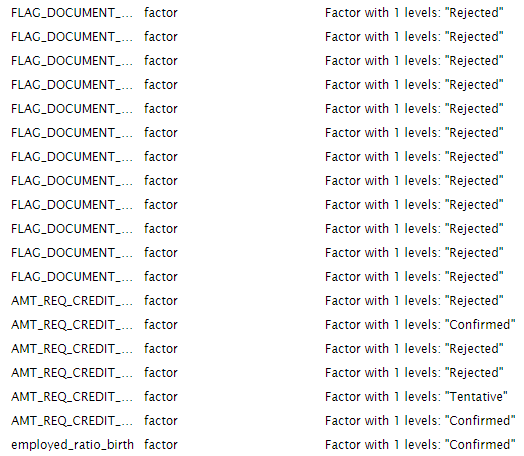 FLAG_DOCUMENT_... factor Factor with 1 levels: "Rejected"
FLAG_DOCUMENT_... factor Factor with 1 levels: "Rejected"
FLAG_DOCUMENT_... factor Factor with 1 levels: "Rejected"
FLAG_DOCUMENT_... factor Factor with 1 levels: "Rejected"
FLAG_DOCUMENT_... factor Factor with 1 levels: "Rejected"
FLAG_DOCUMENT_... factor Factor with 1 levels: "Rejected"
FLAG_DOCUMENT_... factor Factor with 1 levels: "Rejected"
FLAG_DOCUMENT_... factor Factor with 1 levels: "Rejected"
FLAG_DOCUMENT_... factor Factor with 1 levels: "Rejected"
FLAG_DOCUMENT_... factor Factor with 1 levels: "Rejected"
FLAG_DOCUMENT_... factor Factor with 1 levels: "Rejected"
FLAG_DOCUMENT_... factor Factor with 1 levels: "Rejected"
AMT_REQ_CREDIT_... factor Factor with 1 levels: "Rejected"
AMT_REQ_CREDIT_... factor Factor with 1 levels: "Confirmed"
AMT_REQ_CREDIT_... factor Factor with 1 levels: "Rejected"
AMT_REQ_CREDIT_... factor Factor with 1 levels: "Rejected"
AMT_REQ_CREDIT_... factor Factor with 1 levels: "Tentative"
AMT_REQ_CREDIT_... factor Factor with 1 levels: "Confirmed"
employed_ratio_birth factor Factor with 1 levels: "Confirmed"